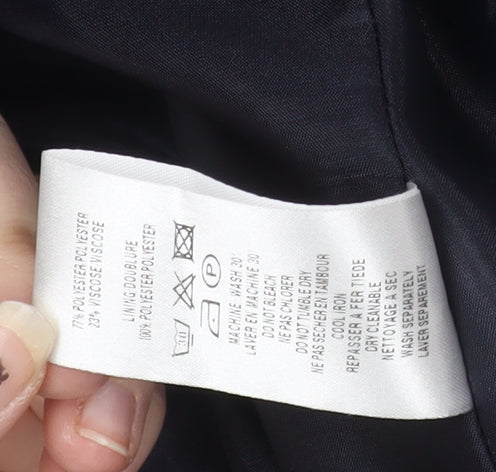 77% POLYESTER POLYESTER
23% VISCOSE VISCOSE
LINING DOUBLURE
100% POLYESTER POLYESTER
30
P
MACHINE WASH 30°
LAVER EN MACHINE 30
DO NOT BLEACH
NE PAS CHLORER
DO NOT TUMBLE DRY
NE PAS SECHER EN TAMBOUR
COOL IRON
REPASSER A FER TIEDE
DRY CLEANABLE
NETTOYAGE A SEC
WASH SEPARATELY
LAVER SEPAREMENT